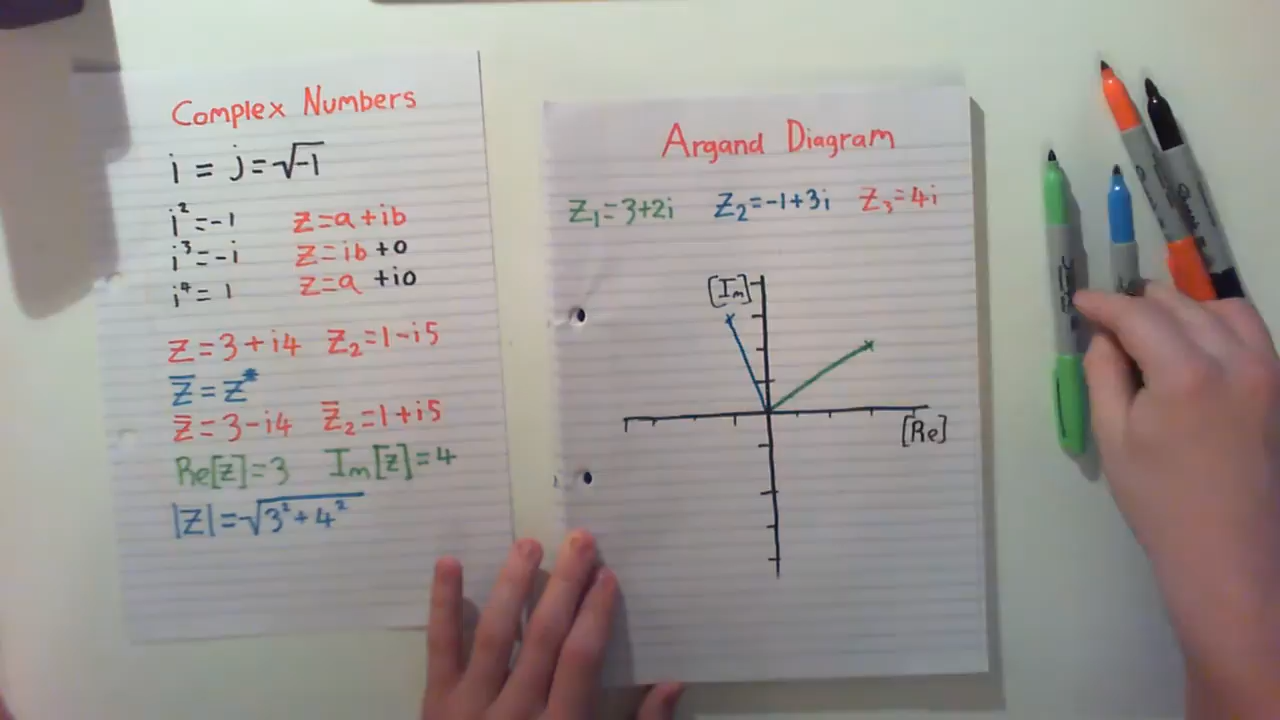 Complex Numbers
i = j = √-1
i² = -1 z = a + ib
i³ = -i z = ib + 0
i⁴ = 1 z = a + i0
z = 3 + i4 z₂ = 1 - i5
z̅ = z*
z̅ = 3 - i4 z̅₂ = 1 + i5
Re[z] = 3 Im[z] = 4
|z| = √3² + 4²
Argand Diagram
z₁ = 3 + 2i z₂ = -1 + 3i z₃ = 4i
[Im]
[Re]